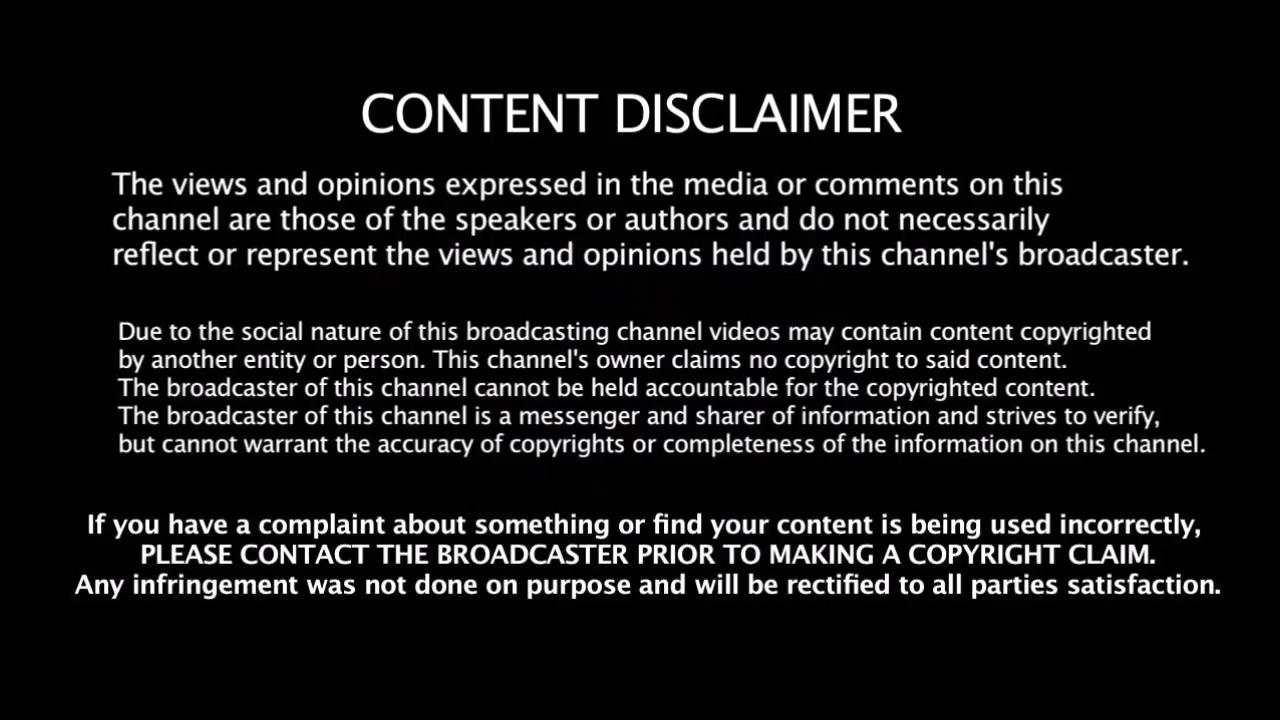 CONTENT DISCLAIMER
The views and opinions expressed in the media or comments on this
channel are those of the speakers or authors and do not necessarily
reflect or represent the views and opinions held by this channel's broadcaster.
Due to the social nature of this broadcasting channel videos may contain content copyrighted
by another entity or person. This channel's owner claims no copyright to said content.
The broadcaster of this channel cannot be held accountable for the copyrighted content.
The broadcaster of this channel is a messenger and sharer of information and strives to verify,
but cannot warrant the accuracy of copyrights or completeness of the information on this channel.
If you have a complaint about something or find your content is being used incorrectly,
PLEASE CONTACT THE BROADCASTER PRIOR TO MAKING A COPYRIGHT CLAIM.
Any infringement was not done on purpose and will be rectified to all parties satisfaction.